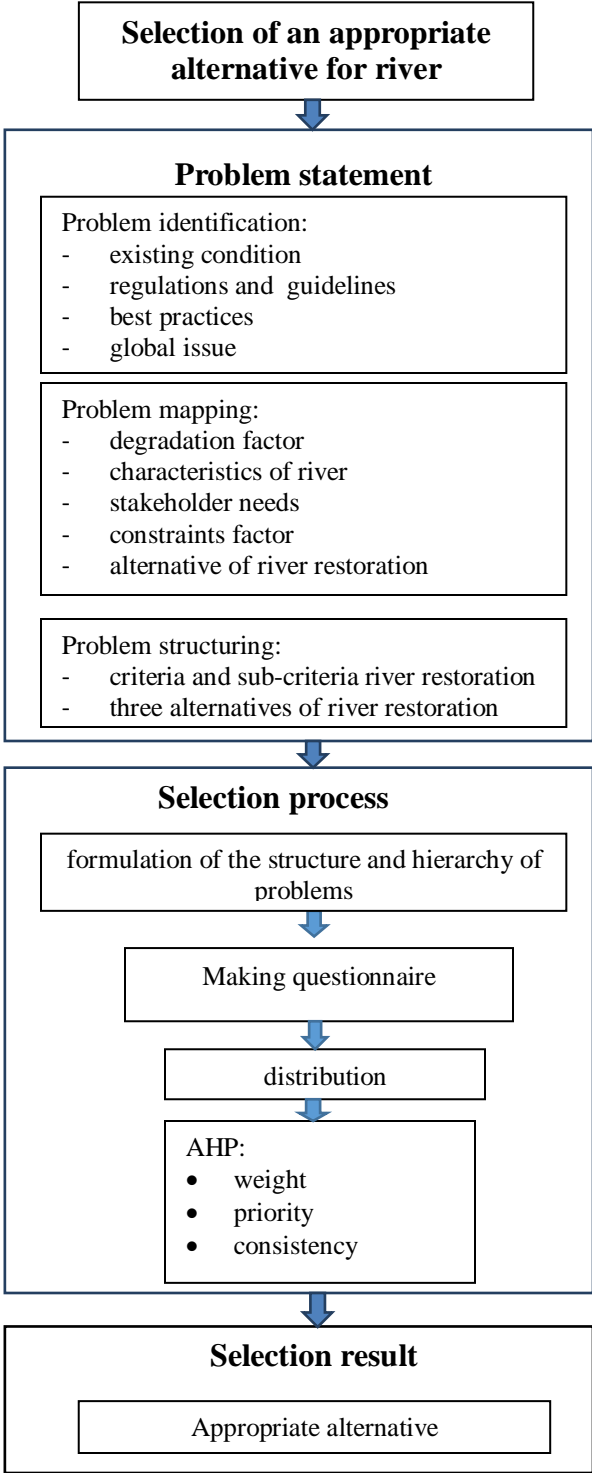 Selection of an appropriate
alternative for river
Problem statement
Problem identification:
- existing condition
- regulations and guidelines
- best practices
- global issue
Problem mapping:
- degradation factor
- characteristics of river
- stakeholder needs
- constraints factor
- alternative of river restoration
Problem structuring:
- criteria and sub-criteria river restoration
- three alternatives of river restoration
Selection process
formulation of the structure and hierarchy of
problems
Making questionnaire
distribution
AHP:
• weight
• priority
• consistency
Selection result
Appropriate alternative